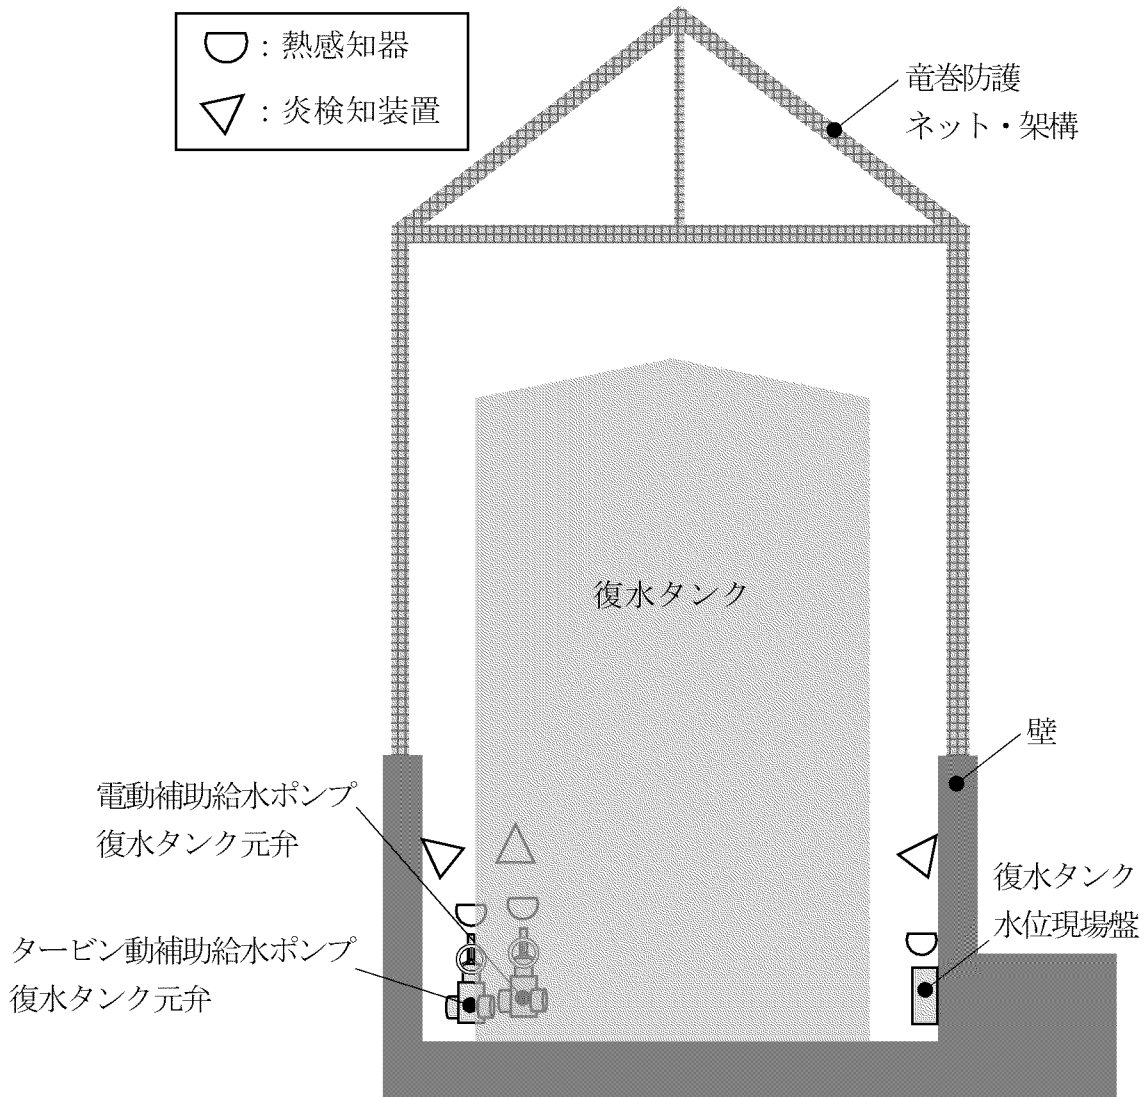 ：熱感知器
：炎検知装置
竜巻防護
ネット・架構
復水タンク
壁
電動補助給水ポンプ
復水タンク元弁
復水タンク
水位現場盤
タービン動補助給水ポンプ
復水タンク元弁